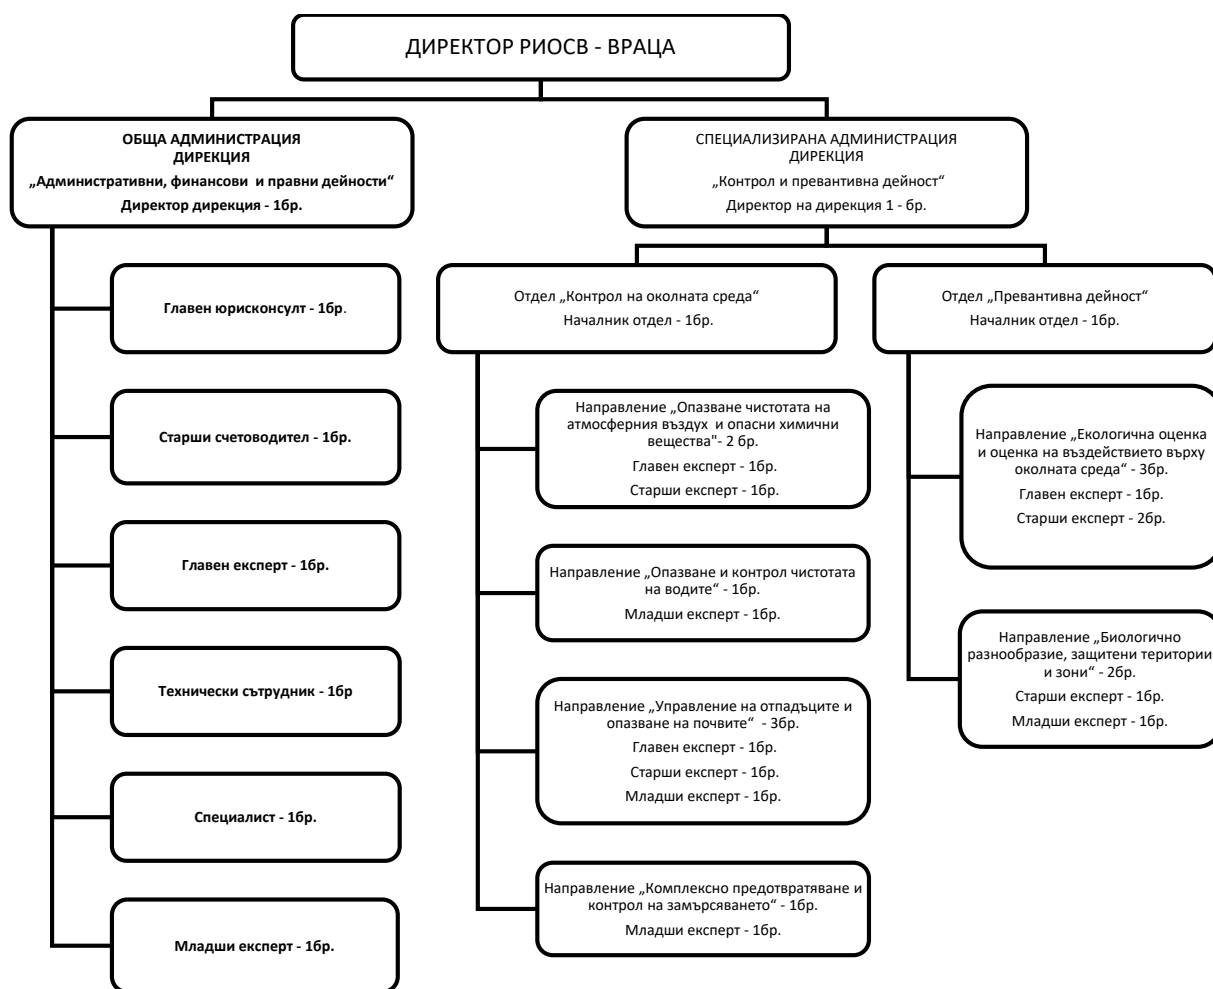 ДИРЕКТОР РИОСВ - ВРАЦА
ОБЩА АДМИНИСТРАЦИЯ
ДИРЕКЦИЯ
„Административни, финансови и правни дейности“
Директор дирекция - 1бр.
Главен юрисконсулт - 1бр.
Старши счетоводител - 1бр.
Главен експерт - 1бр.
Технически сътрудник - 1бр
Специалист - 1бр.
Младши експерт - 1бр.
СПЕЦИАЛИЗИРАНА АДМИНИСТРАЦИЯ
ДИРЕКЦИЯ
„Контрол и превантивна дейност“
Директор на дирекция 1 - бр.
Отдел „Контрол на околната среда“
Началник отдел - 1бр.
Направление „Опазване чистотата на
атмосферния въздух и опасни химични
вещества"- 2 бр.
Главен експерт - 1бр.
Старши експерт - 1бр.
Направление „Опазване и контрол чистотата
на водите“ - 1бр.
Младши експерт - 1бр.
Направление „Управление на отпадъците и
опазване на почвите“ - 3бр.
Главен експерт - 1бр.
Старши експерт - 1бр.
Младши експерт - 1бр.
Направление „Комплексно предотвратяване и
контрол на замърсяването“ - 1бр.
Младши експерт - 1бр.
Отдел „Превантивна дейност“
Началник отдел - 1бр.
Направление „Екологична оценка
и оценка на въздействието върху
околната среда“ - 3бр.
Главен експерт - 1бр.
Старши експерт - 2бр.
Направление „Биологично
разнообразие, защитени територии
и зони“ - 2бр.
Старши експерт - 1бр.
Младши експерт - 1бр.